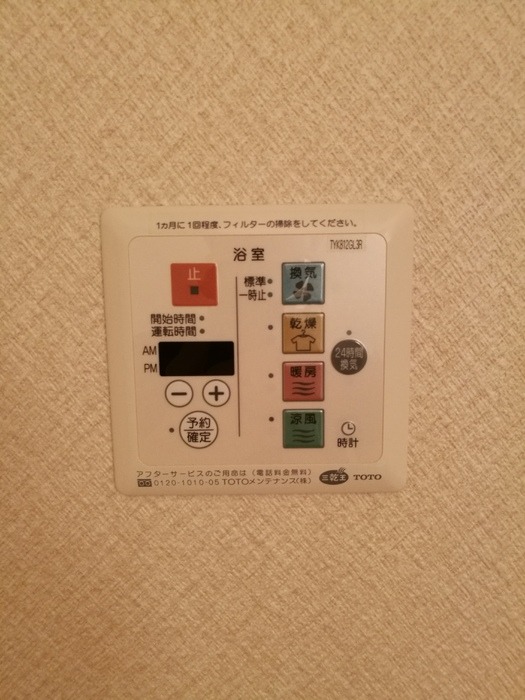 1ヵ月に1回程度、フィルターの掃除をしてください。
TYK812GL3R
浴室
止
標準
一時止
換気
開始時間
運転時間
乾燥
24時間
換気
AM
PM
暖房
− +
予約
確定
涼風
時計
アフターサービスのご用命は(電話料金無料)
0120-1010-05 TOTOメンテナンス(株)
三乾王
TOTO